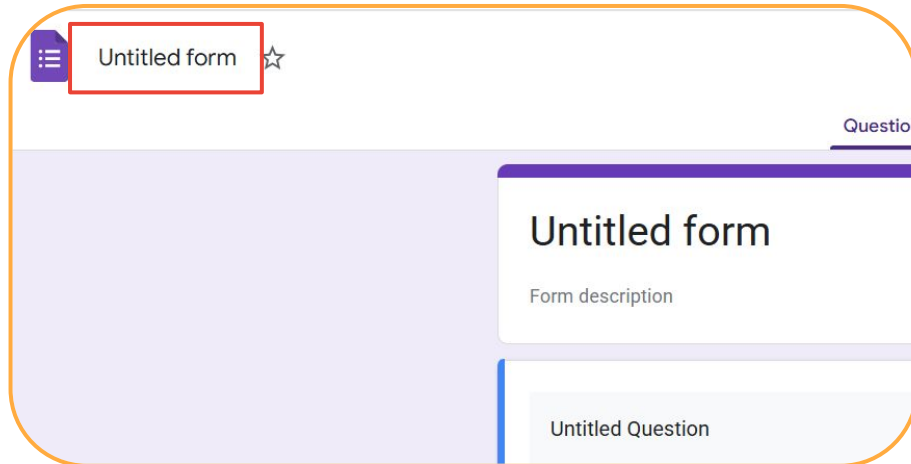 Untitled form
Questio
Untitled form
Form description
Untitled Question